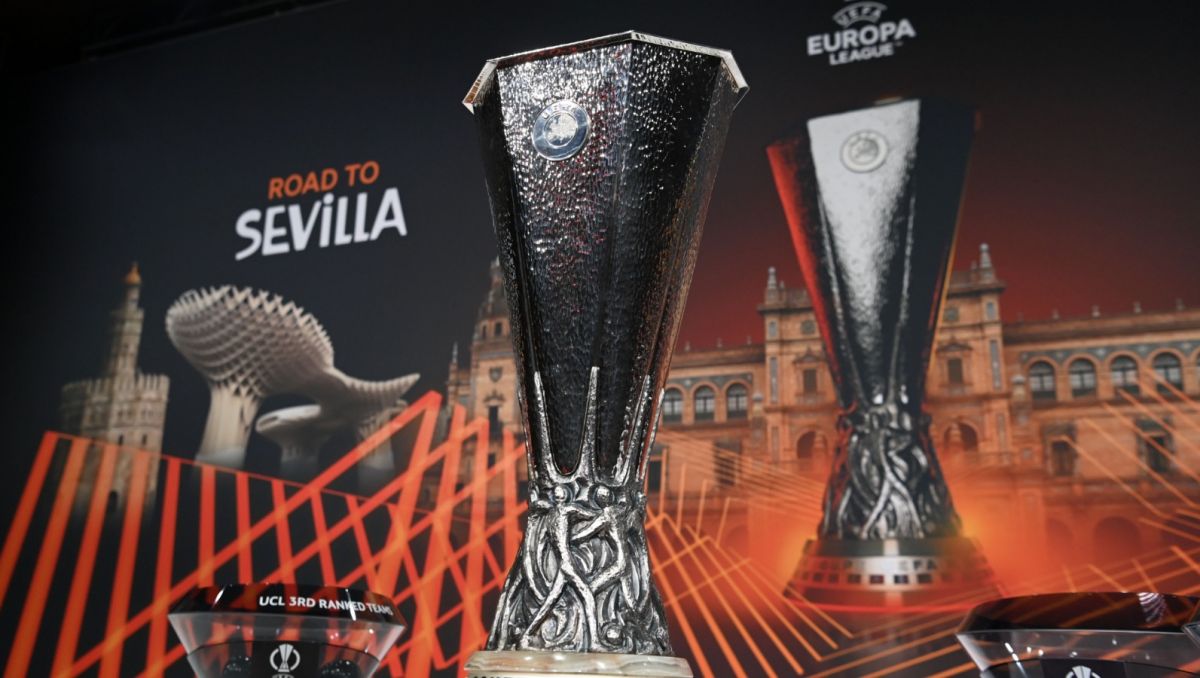 UEFA
EUROPA
LEAGUE
ROAD TO
SEViLLA
UCL 3RD RANKED TEAMS